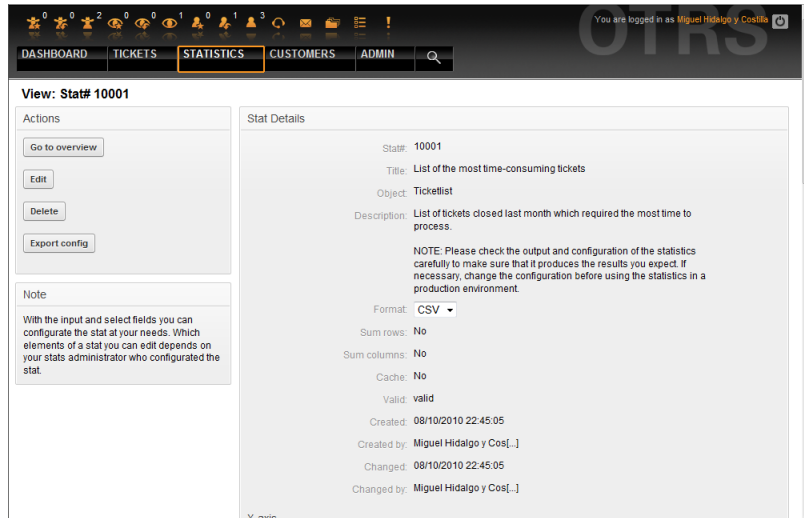 0 0 2 0 0 1 0 1 3
You are logged in as Miguel Hidalgo y Costilla
OTRS
DASHBOARD TICKETS STATISTICS CUSTOMERS ADMIN
View: Stat# 10001
Actions
Go to overview
Edit
Delete
Export config
Note
With the input and select fields you can
configurate the stat at your needs. Which
elements of a stat you can edit depends on
your stats administrator who configurated the
stat.
Stat Details
Stat#: 10001
Title: List of the most time-consuming tickets
Object: Ticketlist
Description: List of tickets closed last month which required the most time to
process.
NOTE: Please check the output and configuration of the statistics
carefully to make sure that it produces the results you expect. If
necessary, change the configuration before using the statistics in a
production environment.
Format: CSV
Sum rows: No
Sum columns: No
Cache: No
Valid: valid
Created: 08/10/2010 22:45:05
Created by: Miguel Hidalgo y Cos[...]
Changed: 08/10/2010 22:45:05
Changed by: Miguel Hidalgo y Cos[...]
X-axis